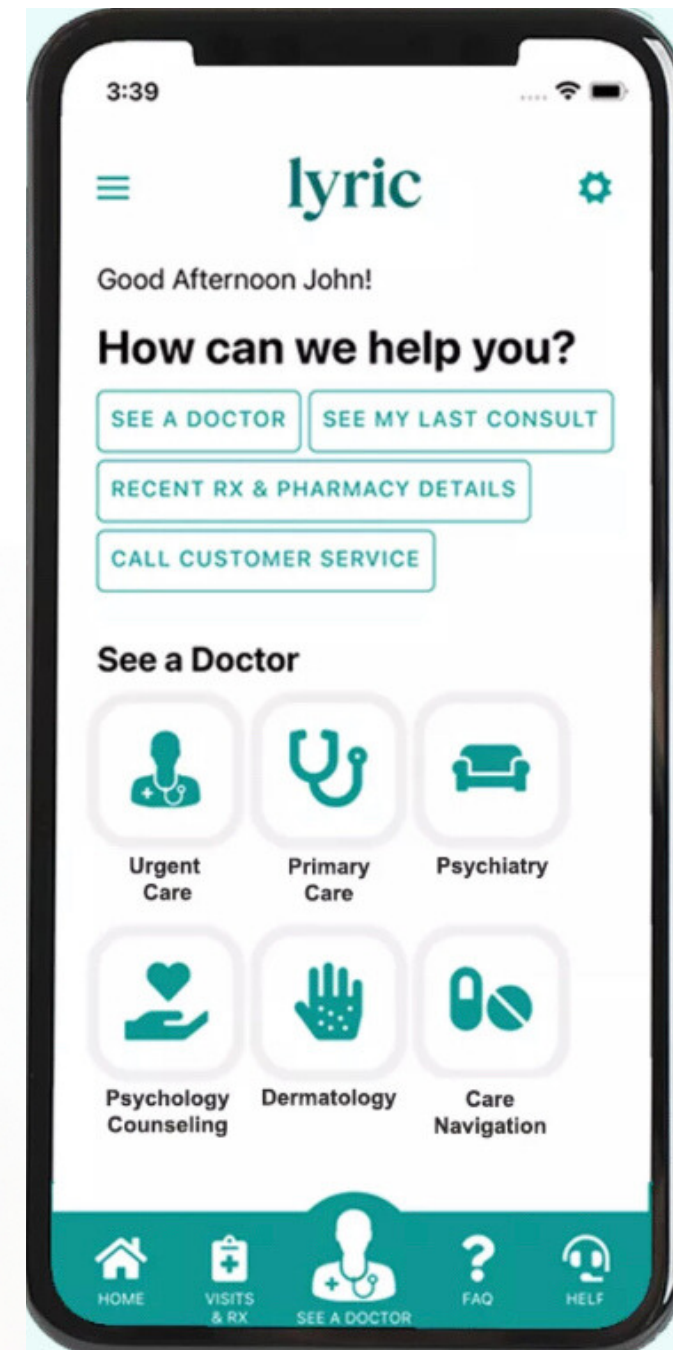 3:39
lyric
Good Afternoon John!
How can we help you?
SEE A DOCTOR
SEE MY LAST CONSULT
RECENT RX & PHARMACY DETAILS
CALL CUSTOMER SERVICE
See a Doctor
Urgent
Care
Primary
Care
Psychiatry
Psychology
Counseling
Dermatology
Care
Navigation
HOME
VISITS
& RX
SEE A DOCTOR
FAQ
HELP